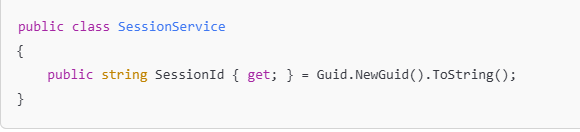 public class SessionService
{
    public string SessionId { get; } = Guid.NewGuid().ToString();
}